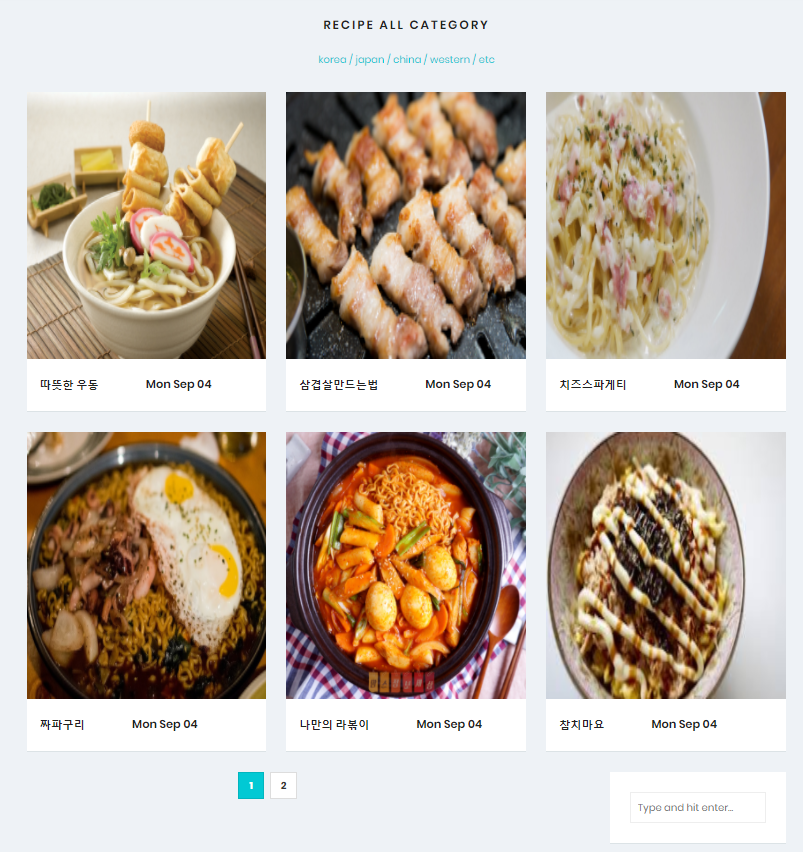 RECIPE ALL CATEGORY
korea / japan / china / western / etc
따뜻한 우동 Mon Sep 04
삼겹살만드는법 Mon Sep 04
치즈스파게티 Mon Sep 04
짜파구리 Mon Sep 04
나만의 라볶이 Mon Sep 04
참치마요 Mon Sep 04
1 2
Type and hit enter...